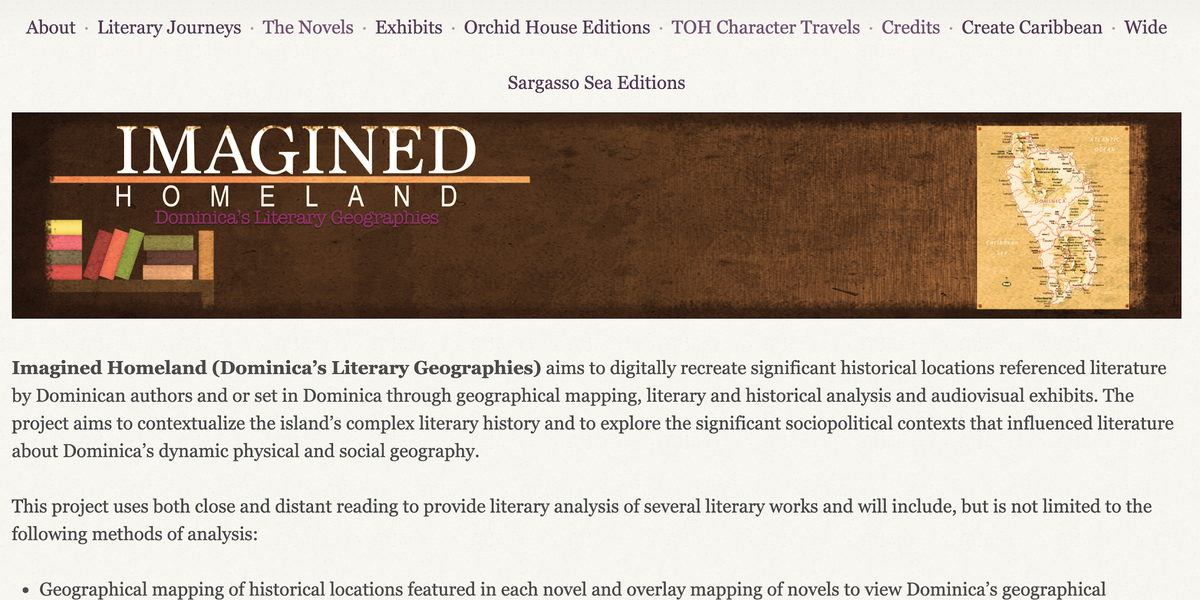 About · Literary Journeys · The Novels · Exhibits · Orchid House Editions · TOH Character Travels · Credits · Create Caribbean · Wide
Sargasso Sea Editions
IMAGINED
HOMELAND
Dominica's Literary Geographies
ATLANTIC
OCEAN
DOMINICA
Caribbean
Sea
Imagined Homeland (Dominica’s Literary Geographies) aims to digitally recreate significant historical locations referenced literature
by Dominican authors and or set in Dominica through geographical mapping, literary and historical analysis and audiovisual exhibits. The
project aims to contextualize the island’s complex literary history and to explore the significant sociopolitical contexts that influenced literature
about Dominica’s dynamic physical and social geography.
This project uses both close and distant reading to provide literary analysis of several literary works and will include, but is not limited to the
following methods of analysis:
• Geographical mapping of historical locations featured in each novel and overlay mapping of novels to view Dominica’s geographical